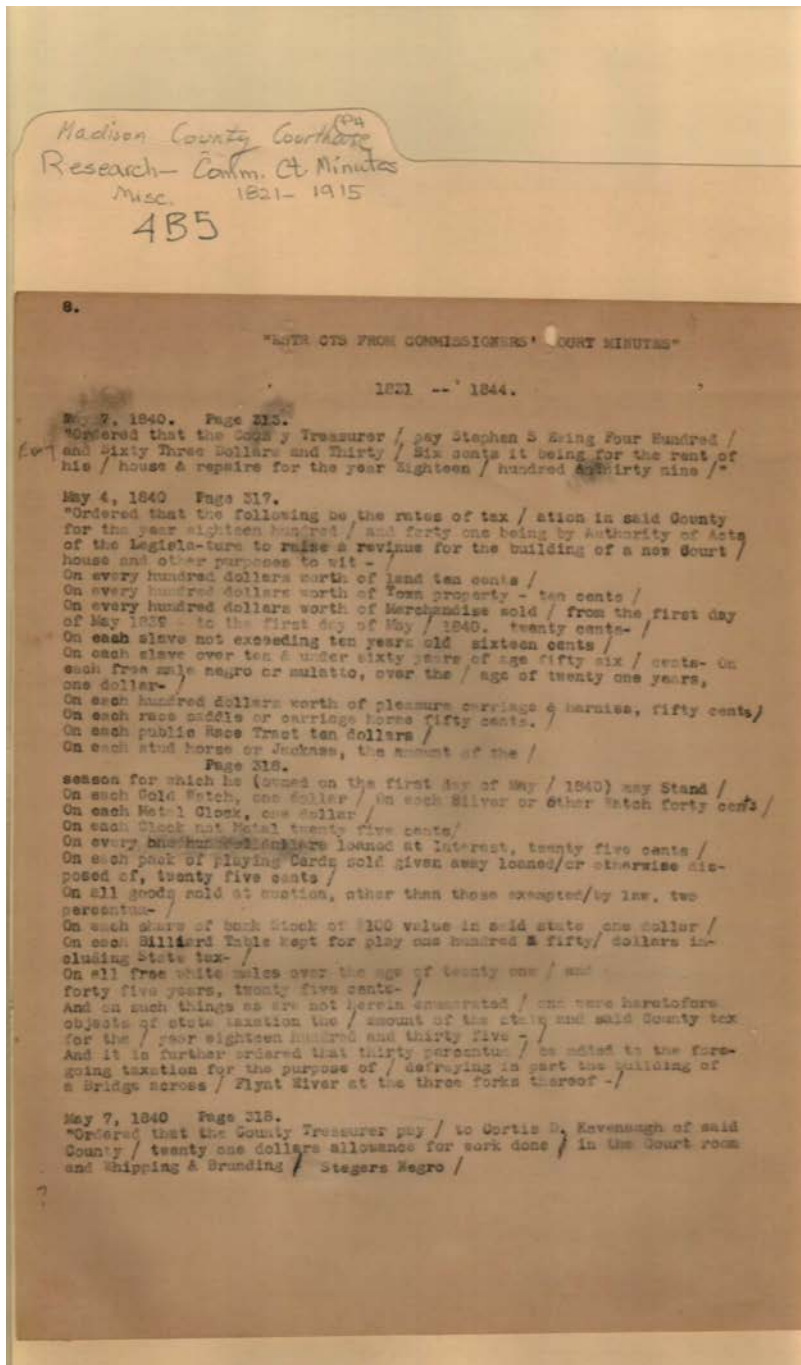 (P4
Madison County Courthouse
Research- Comm. Ct. Minutes
Misc. 1821- 1915
4B5
8.
"EXTR CTS FROM COMMISSIONERS' COURT MINUTES"
1821 -- 1844.
May 7, 1840. Page 313.
"Ordered that the Coun y Treasurer / pay Stephen S Ewing Four Hundred /
and Sixty Three Dollars and Thirty / Six cents it being for the rent of
his / house & repairs for the year Eighteen / hundred & thirty nine /"
May 4, 1840 Page 317.
"Ordered that the following be the rates of tax / ation in said County
for the year eighteen hundred / and forty one being by Authority of Acts
of the Legisla-ture to raise a revinue for the building of a new Court /
house and other purposes to wit - /
On every hundred dollars worth of land ten cents /
On every hundred dollars worth of Town property - ten cents /
On every hundred dollars worth of Merchandise sold / from the first day
of May 1839 - to the first day of May / 1840. twenty cents- /
On each slave not exceeding ten years old sixteen cents /
On each slave over ten & under sixty years of age fifty six / cents- On
each free male negro or mulatto, over the / age of twenty one years,
one dollar- /
On each hundred dollars worth of pleasure carriage & harniss, fifty cents/
On each race saddle or carriage horse fifty cents. /
On each public Race Tract ten dollars /
On each stud horse or Jackass, the amount of the /
Page 318.
season for which he (owned on the first day of May / 1840) may Stand /
On each Gold Watch, one dollar / On each Silver or other Watch forty cents /
On each Metal Clock, one dollar /
On each Clock not Metal twenty five cents/
On every one hundred dollars loaned at Interest, twenty five cents /
On each pack of Playing Cards sold given away loaned/or otherwise dis-
posed of, twenty five cents /
On all goods sold at auction, other than those exempted/by law, two
percentum- /
On each share of bank Stock of $100 value in said state one dollar /
On each Billiard Table kept for play one hundred & fifty/ dollars in-
cluding State tax- /
On all free white males over the age of twenty one / and
forty five years, twenty five cents- /
And on such things as are not herein enumerated / and were heretofore
objects of state taxation the / amount of the state and said County tax
for the / year eighteen hundred and thirty five - /
And it is further ordered that thirty percentum / be added to the fore-
going taxation for the purpose of / defraying in part the building of
a Bridge across / Flynt River at the three forks thereof -/
May 7, 1840 Page 318.
"Ordered that the County Treasurer pay / to Cortis D. Kavenaugh of said
County / twenty one dollars allowance for work done / in the Court room
and Whipping & Branding / Stegers Negro /
?